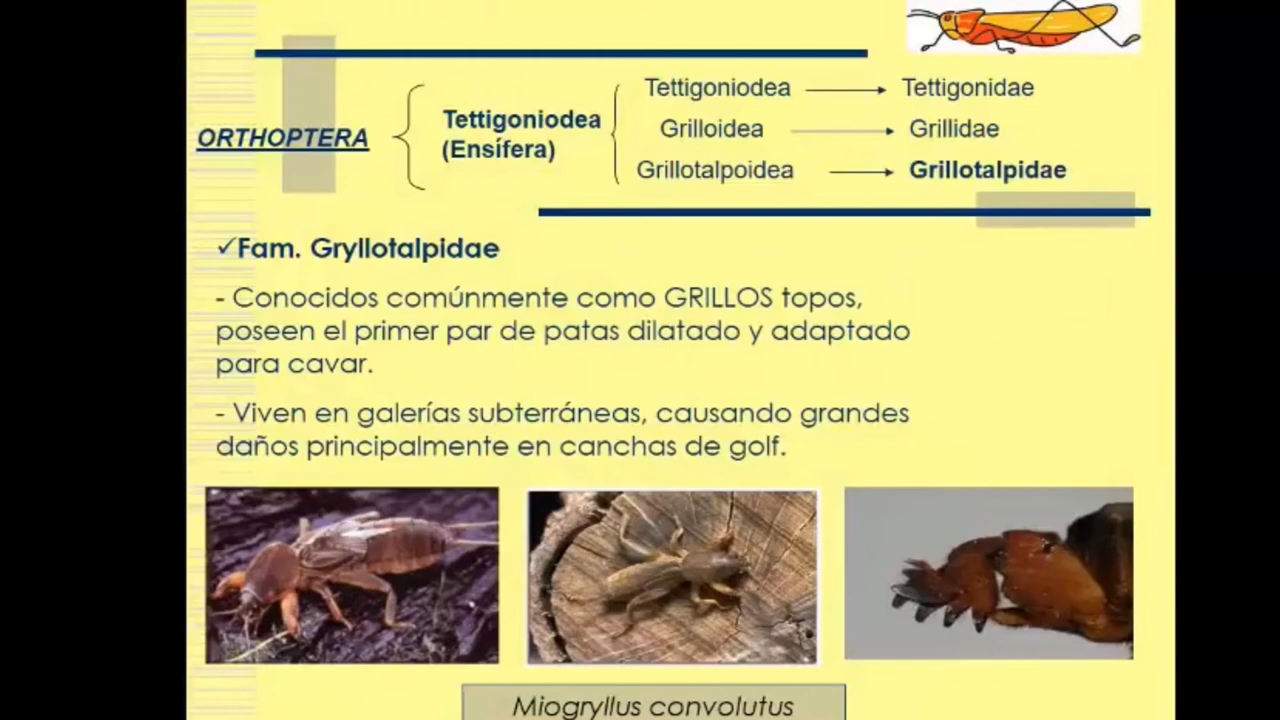 Tettigoniodea Tettigonidae
ORTHOPTERA Tettigoniodea Grilloidea Grillidae
(Ensífera)
Grillotalpoidea Grillotalpidae
✓Fam. Gryllotalpidae
- Conocidos comúnmente como GRILLOS topos,
poseen el primer par de patas dilatado y adaptado
para cavar.
- Viven en galerías subterráneas, causando grandes
daños principalmente en canchas de golf.
Miogryllus convolutus